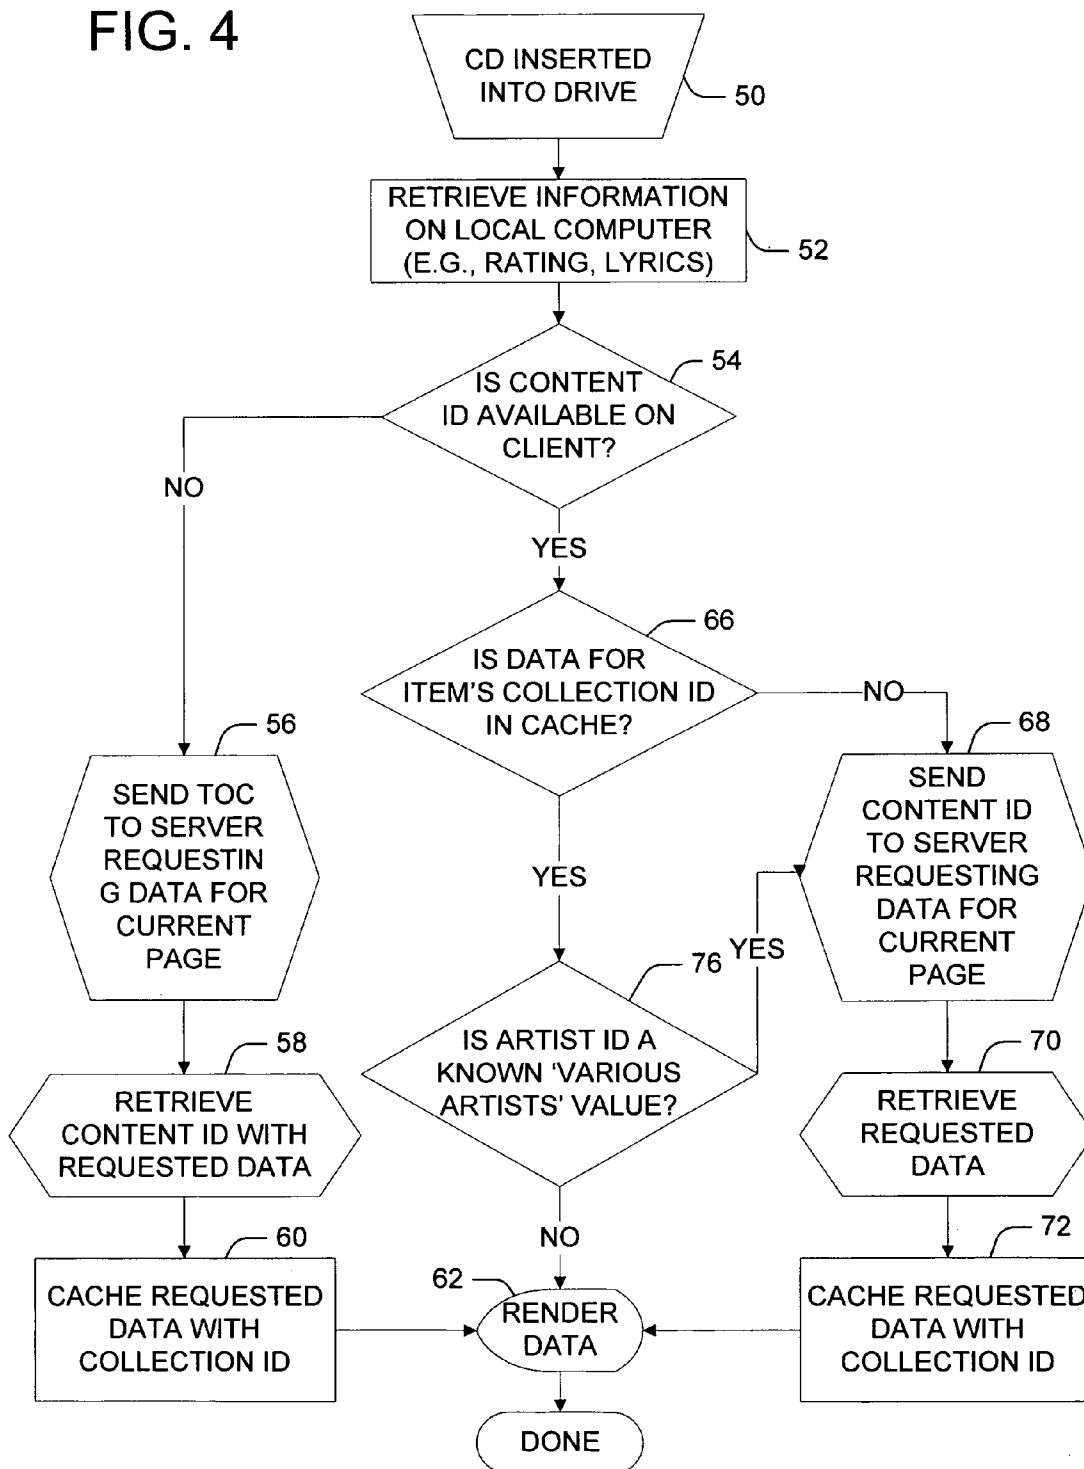 FIG. 4
CD INSERTED
INTO DRIVE
50
RETRIEVE INFORMATION
ON LOCAL COMPUTER
(E.G., RATING, LYRICS)
52
IS CONTENT
ID AVAILABLE ON
CLIENT?
54
NO
YES
IS DATA FOR
ITEM'S COLLECTION ID
IN CACHE?
66
NO
YES
56
SEND TOC
TO SERVER
REQUESTIN
G DATA FOR
CURRENT
PAGE
68
SEND
CONTENT ID
TO SERVER
REQUESTING
DATA FOR
CURRENT
PAGE
YES
76
IS ARTIST ID A
KNOWN 'VARIOUS
ARTISTS' VALUE?
58
RETRIEVE
CONTENT ID WITH
REQUESTED DATA
70
RETRIEVE
REQUESTED
DATA
NO
60
CACHE REQUESTED
DATA WITH
COLLECTION ID
62
RENDER
DATA
72
CACHE REQUESTED
DATA WITH
COLLECTION ID
DONE